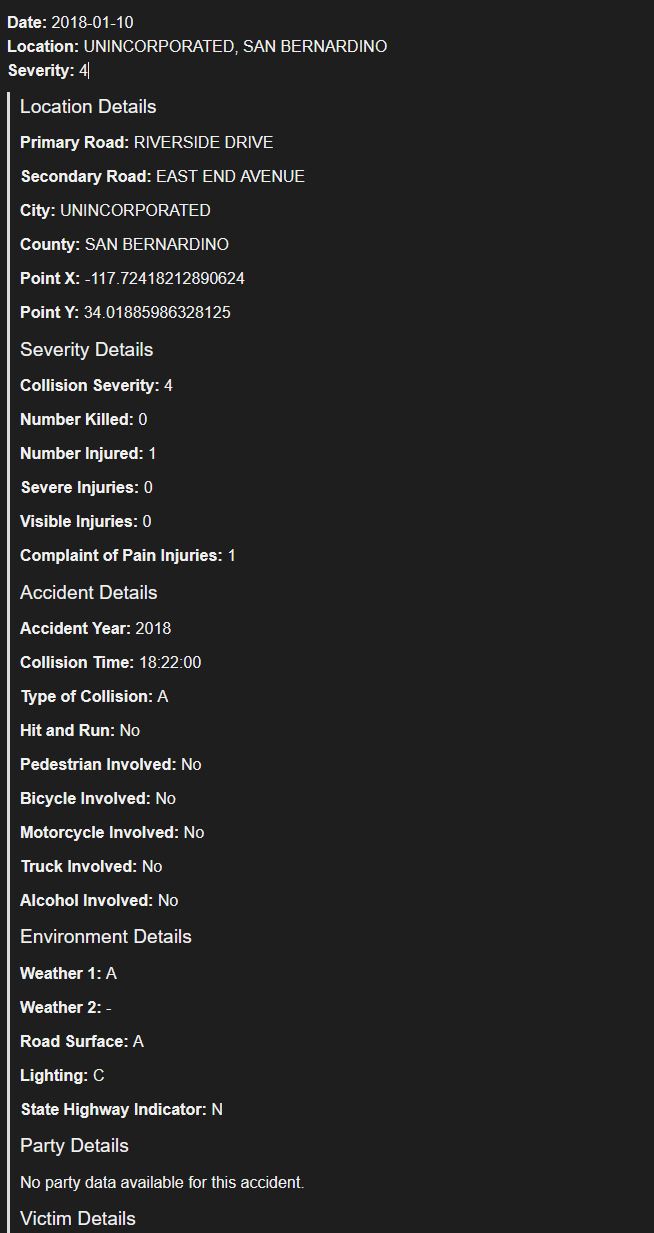 Date: 2018-01-10
Location: UNINCORPORATED, SAN BERNARDINO
Severity: 4
Location Details
Primary Road: RIVERSIDE DRIVE
Secondary Road: EAST END AVENUE
City: UNINCORPORATED
County: SAN BERNARDINO
Point X: -117.72418212890624
Point Y: 34.01885986328125
Severity Details
Collision Severity: 4
Number Killed: 0
Number Injured: 1
Severe Injuries: 0
Visible Injuries: 0
Complaint of Pain Injuries: 1
Accident Details
Accident Year: 2018
Collision Time: 18:22:00
Type of Collision: A
Hit and Run: No
Pedestrian Involved: No
Bicycle Involved: No
Motorcycle Involved: No
Truck Involved: No
Alcohol Involved: No
Environment Details
Weather 1: A
Weather 2: -
Road Surface: A
Lighting: C
State Highway Indicator: N
Party Details
No party data available for this accident.
Victim Details